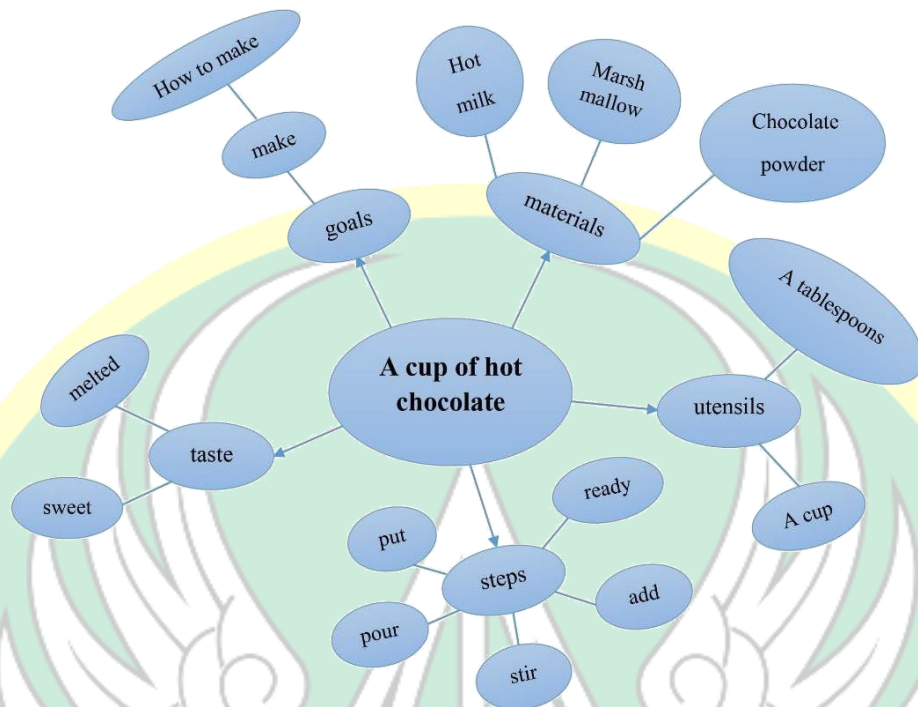 How to make
make
goals
Hot
milk
Marsh
mallow
Chocolate
powder
materials
A tablespoons
A cup of hot
chocolate
utensils
A cup
melted
taste
sweet
steps
put
ready
pour
add
stir